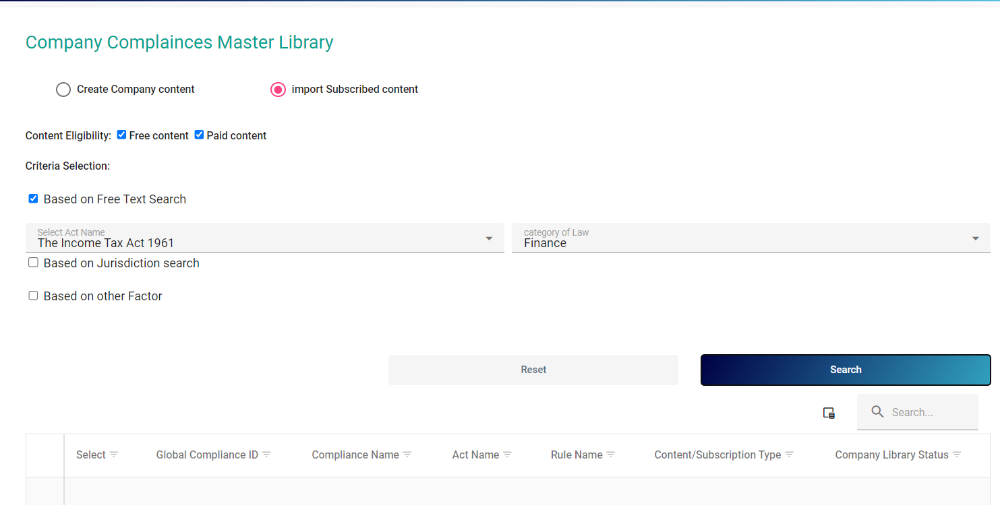 Company Complainces Master Library
Create Company content import Subscribed content
Content Eligibility: Free content Paid content
Criteria Selection:
Based on Free Text Search
Select Act Name category of Law
The Income Tax Act 1961 Finance
Based on Jurisdiction search
Based on other Factor
Reset Search
Search...
Select Global Compliance ID Compliance Name Act Name Rule Name Content/Subscription Type Company Library Status